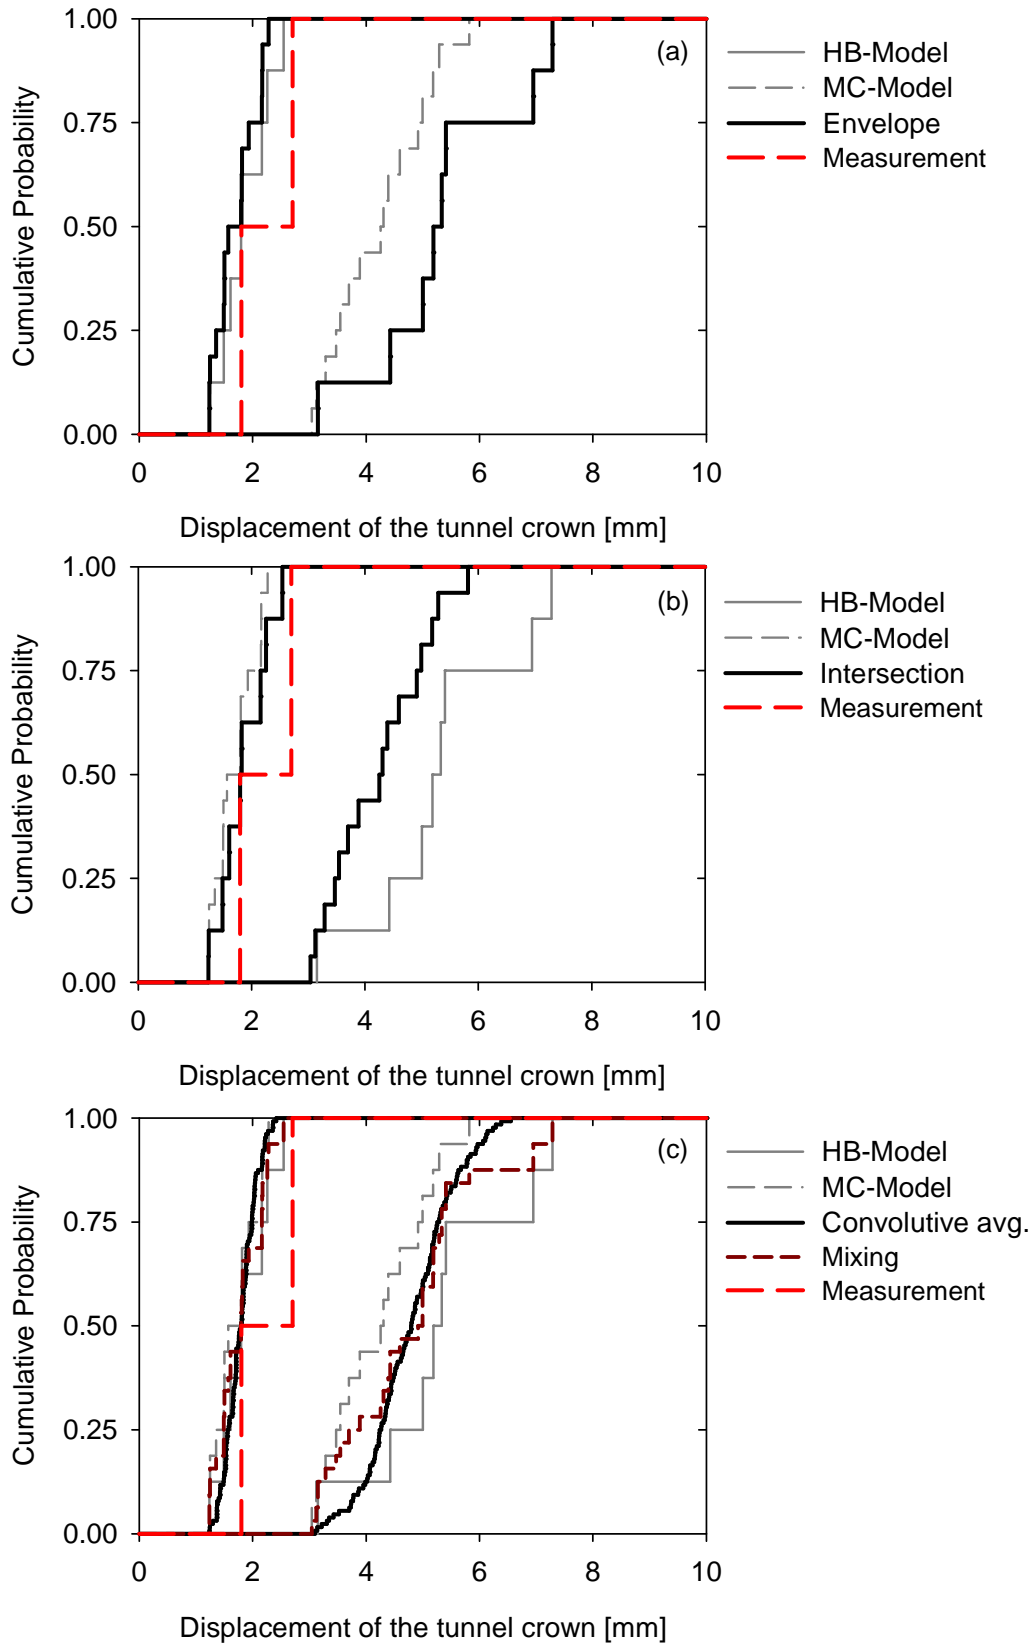 1.00
0.75
0.50
0.25
0.00
Cumulative Probability
0 2 4 6 8 10
Displacement of the tunnel crown [mm]
(a)
HB-Model
MC-Model
Envelope
Measurement
1.00
0.75
0.50
0.25
0.00
Cumulative Probability
0 2 4 6 8 10
Displacement of the tunnel crown [mm]
(b)
HB-Model
MC-Model
Intersection
Measurement
1.00
0.75
0.50
0.25
0.00
Cumulative Probability
0 2 4 6 8 10
Displacement of the tunnel crown [mm]
(c)
HB-Model
MC-Model
Convolutive avg.
Mixing
Measurement